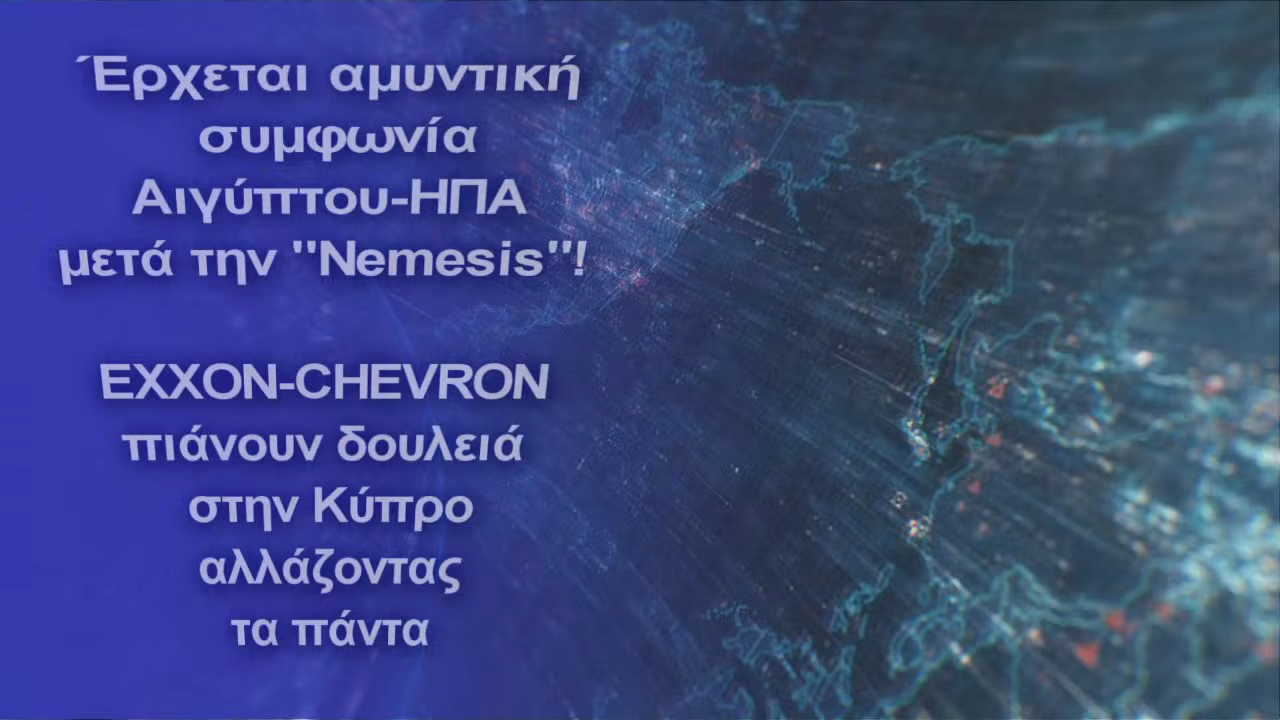 Έρχεται αμυντική
συμφωνία
Αιγύπτου-ΗΠΑ
μετά την "Nemesis"!
EXXON-CHEVRON
πιάνουν δουλειά
στην Κύπρο
αλλάζοντας
τα πάντα